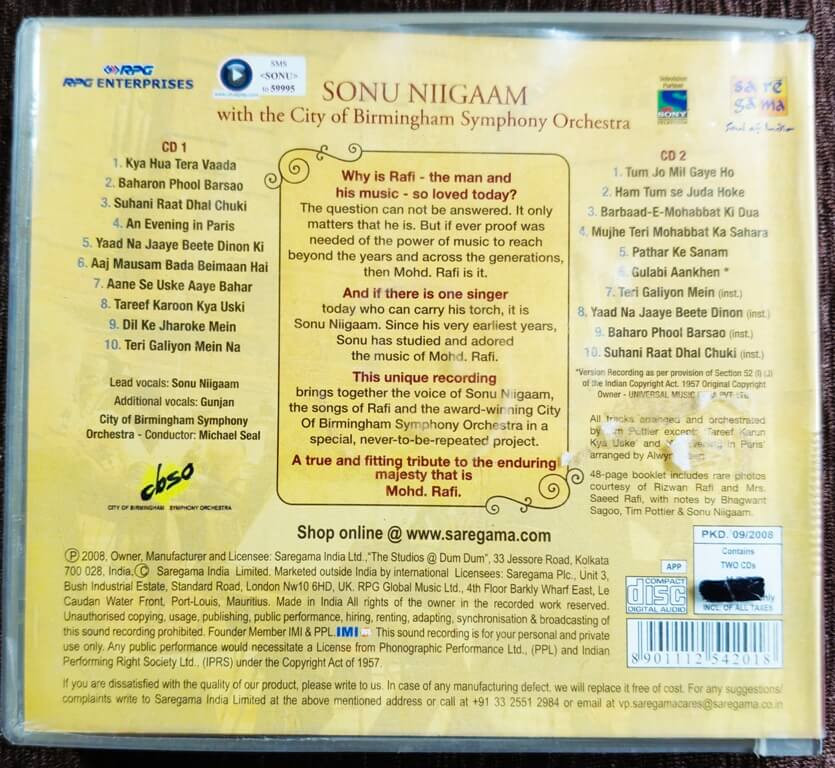 RPG
RPG ENTERPRISES
SMS
<SONU>
to 59995
SONU NIIGAAM
with the City of Birmingham Symphony Orchestra
Television
Partner
SONY
sa re
ga ma
Soul of India
CD 1
1. Kya Hua Tera Vaada
2. Baharon Phool Barsao
3. Suhani Raat Dhal Chuki
4. An Evening in Paris
5. Yaad Na Jaaye Beete Dinon Ki
6. Aaj Mausam Bada Beimaan Hai
7. Aane Se Uske Aaye Bahar
8. Tareef Karoon Kya Uski
9. Dil Ke Jharoke Mein
10. Teri Galiyon Mein Na
Lead vocals: Sonu Niigaam
Additional vocals: Gunjan
City of Birmingham Symphony
Orchestra - Conductor: Michael Seal
cbso
CITY OF BIRMINGHAM SYMPHONY ORCHESTRA
Why is Rafi - the man and
his music - so loved today?
The question can not be answered. It only
matters that he is. But if ever proof was
needed of the power of music to reach
beyond the years and across the generations,
then Mohd. Rafi is it.
And if there is one singer
today who can carry his torch, it is
Sonu Niigaam. Since his very earliest years,
Sonu has studied and adored
the music of Mohd. Rafi.
This unique recording
brings together the voice of Sonu Niigaam,
the songs of Rafi and the award-winning City
Of Birmingham Symphony Orchestra in a
special, never-to-be-repeated project.
A true and fitting tribute to the enduring
majesty that is
Mohd. Rafi.
CD 2
1. Tum Jo Mil Gaye Ho
2. Ham Tum se Juda Hoke
3. Barbaad-E-Mohabbat Ki Dua
4. Mujhe Teri Mohabbat Ka Sahara
5. Pathar Ke Sanam
6. Gulabi Aankhen *
7. Teri Galiyon Mein (inst.)
8. Yaad Na Jaaye Beete Dinon (inst.)
9. Baharo Phool Barsao (inst.)
10. Suhani Raat Dhal Chuki (inst.)
*Version Recording as per provision of Section 52 (I) (J)
of the Indian Copyright Act. 1957 Original Copyright
Owner - UNIVERSAL MUSIC PVT. LTD.
All tracks arranged and orchestrated
by Tim Pottier except 'Tareef Karun
Kya Uske' and Evening in Paris'
arranged by Alwyn
48-page booklet includes rare photos
courtesy of Rizwan Rafi and Mrs.
Saeed Rafi, with notes by Bhagwant
Sagoo, Tim Pottier & Sonu Niigaam.
Shop online @ www.saregama.com
Ⓟ 2008, Owner, Manufacturer and Licensee: Saregama India Ltd.,"The Studios @ Dum Dum", 33 Jessore Road, Kolkata
700 028, India, Ⓒ Saregama India Limited. Marketed outside India by international Licensees: Saregama Plc., Unit 3,
Bush Industrial Estate, Standard Road, London Nw10 6HD, UK. RPG Global Music Ltd., 4th Floor Barkly Wharf East, Le
Caudan Water Front, Port-Louis, Mauritius. Made in India All rights of the owner in the recorded work reserved.
Unauthorised copying, usage, publishing, public performance, hiring, renting, adapting, synchronisation & broadcasting of
this sound recording prohibited. Founder Member IMI & PPL. IMI This sound recording is for your personal and private
use only. Any public performance would necessitate a License from Phonographic Performance Ltd., (PPL) and Indian
Performing Right Society Ltd., (IPRS) under the Copyright Act of 1957.
APP
COMPACT
disc
DIGITAL AUDIO
PKD. 09/2008
Contains
TWO CDs
INCL. OF ALL TAXES
8 901112 542018
If you are dissatisfied with the quality of our product, please write to us. In case of any manufacturing defect, we will replace it free of cost. For any suggestions/
complaints write to Saregama India Limited at the above mentioned address or call at +91 33 2551 2984 or email at vp.saregamacares@saregama.co.in